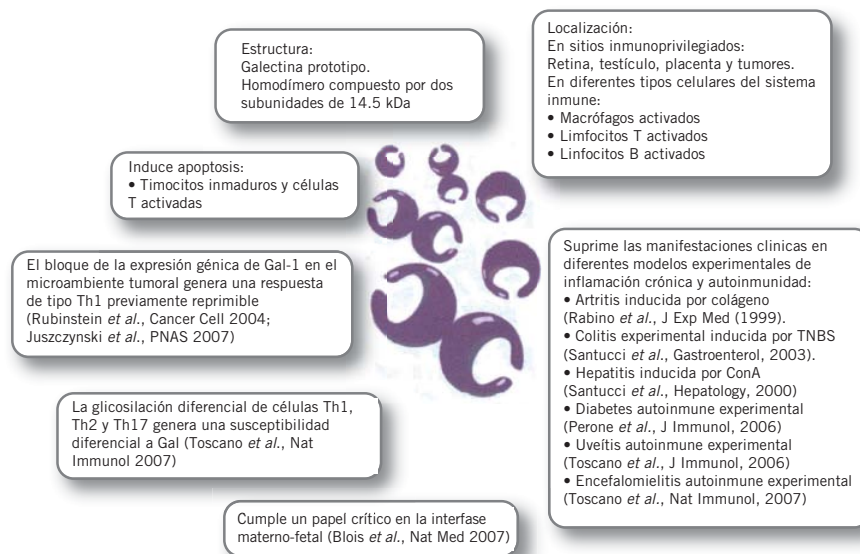 Estructura:
Galectina prototipo.
Homodímero compuesto por dos
subunidades de 14.5 kDa
Localización:
En sitios inmunoprivilegiados:
Retina, testículo, placenta y tumores.
En diferentes tipos celulares del sistema
inmune:
• Macrófagos activados
• Limfocitos T activados
• Linfocitos B activados
Induce apoptosis:
• Timocitos inmaduros y células
T activadas
El bloque de la expresión génica de Gal-1 en el
microambiente tumoral genera una respuesta
de tipo Th1 previamente reprimible
(Rubinstein et al., Cancer Cell 2004;
Juszczynski et al., PNAS 2007)
Suprime las manifestaciones clinicas en
diferentes modelos experimentales de
inflamación crónica y autoinmunidad:
• Artritis inducida por colágeno
(Rabino et al., J Exp Med (1999).
• Colitis experimental inducida por TNBS
(Santucci et al., Gastroenterol, 2003).
• Hepatitis inducida por ConA
(Santucci et al., Hepatology, 2000)
• Diabetes autoinmune experimental
(Perone et al., J Immunol, 2006)
• Uveítis autoinmune experimental
(Toscano et al., J Immunol, 2006)
• Encefalomielitis autoinmune experimental
(Toscano et al., Nat Immunol, 2007)
La glicosilación diferencial de células Th1,
Th2 y Th17 genera una susceptibilidad
diferencial a Gal (Toscano et al., Nat
Immunol 2007)
Cumple un papel crítico en la interfase
materno-fetal (Blois et al., Nat Med 2007)